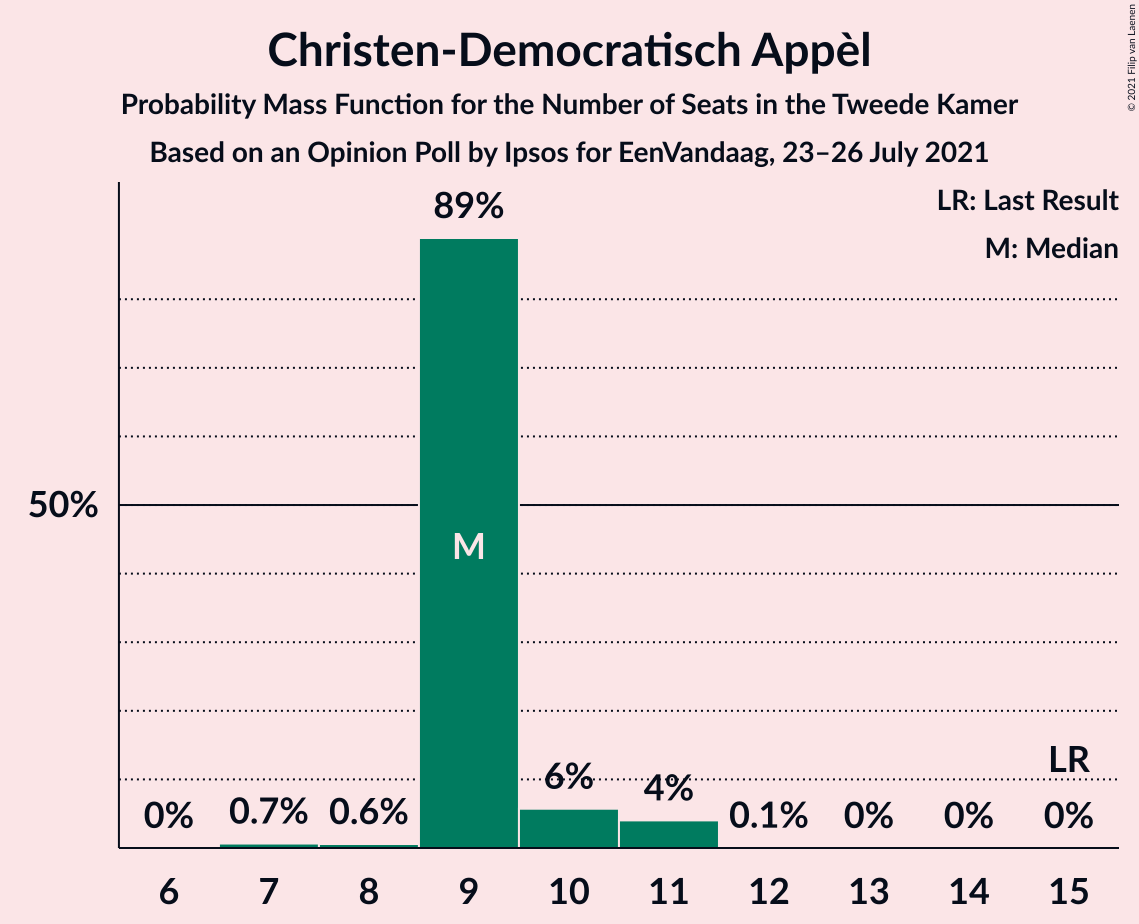 Christen-Democratisch Appèl
Probability Mass Function for the Number of Seats in the Tweede Kamer
Based on an Opinion Poll by Ipsos for EenVandaag, 23–26 July 2021
© 2021 Filip van Laenen
LR: Last Result
M: Median
89%
50%
M
LR
0% 0.7% 0.6% 6% 4% 0.1% 0% 0% 0%
6 7 8 9 10 11 12 13 14 15